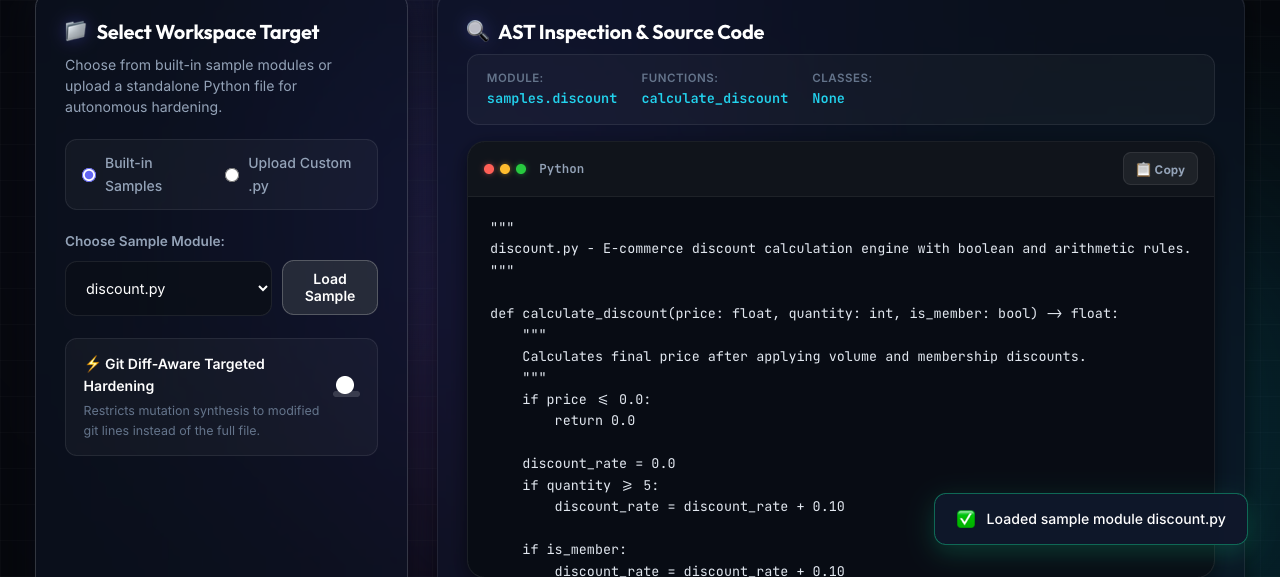 📁 Select Workspace Target
Choose from built-in sample modules or
upload a standalone Python file for
autonomous hardening.
Built-in
Samples
Upload Custom
.py
Choose Sample Module:
discount.py
Load
Sample
⚡ Git Diff-Aware Targeted
Hardening
Restricts mutation synthesis to modified
git lines instead of the full file.
🔍 AST Inspection & Source Code
MODULE:
samples.discount
FUNCTIONS:
calculate_discount
CLASSES:
None
Python
📋 Copy
"""
discount.py - E-commerce discount calculation engine with boolean and arithmetic rules.
"""
def calculate_discount(price: float, quantity: int, is_member: bool) -> float:
    """
    Calculates final price after applying volume and membership discounts.
    """
    if price <= 0.0:
        return 0.0
    discount_rate = 0.0
    if quantity >= 5:
        discount_rate = discount_rate + 0.10
    if is_member:
        discount_rate = discount_rate + 0.10
✅ Loaded sample module discount.py